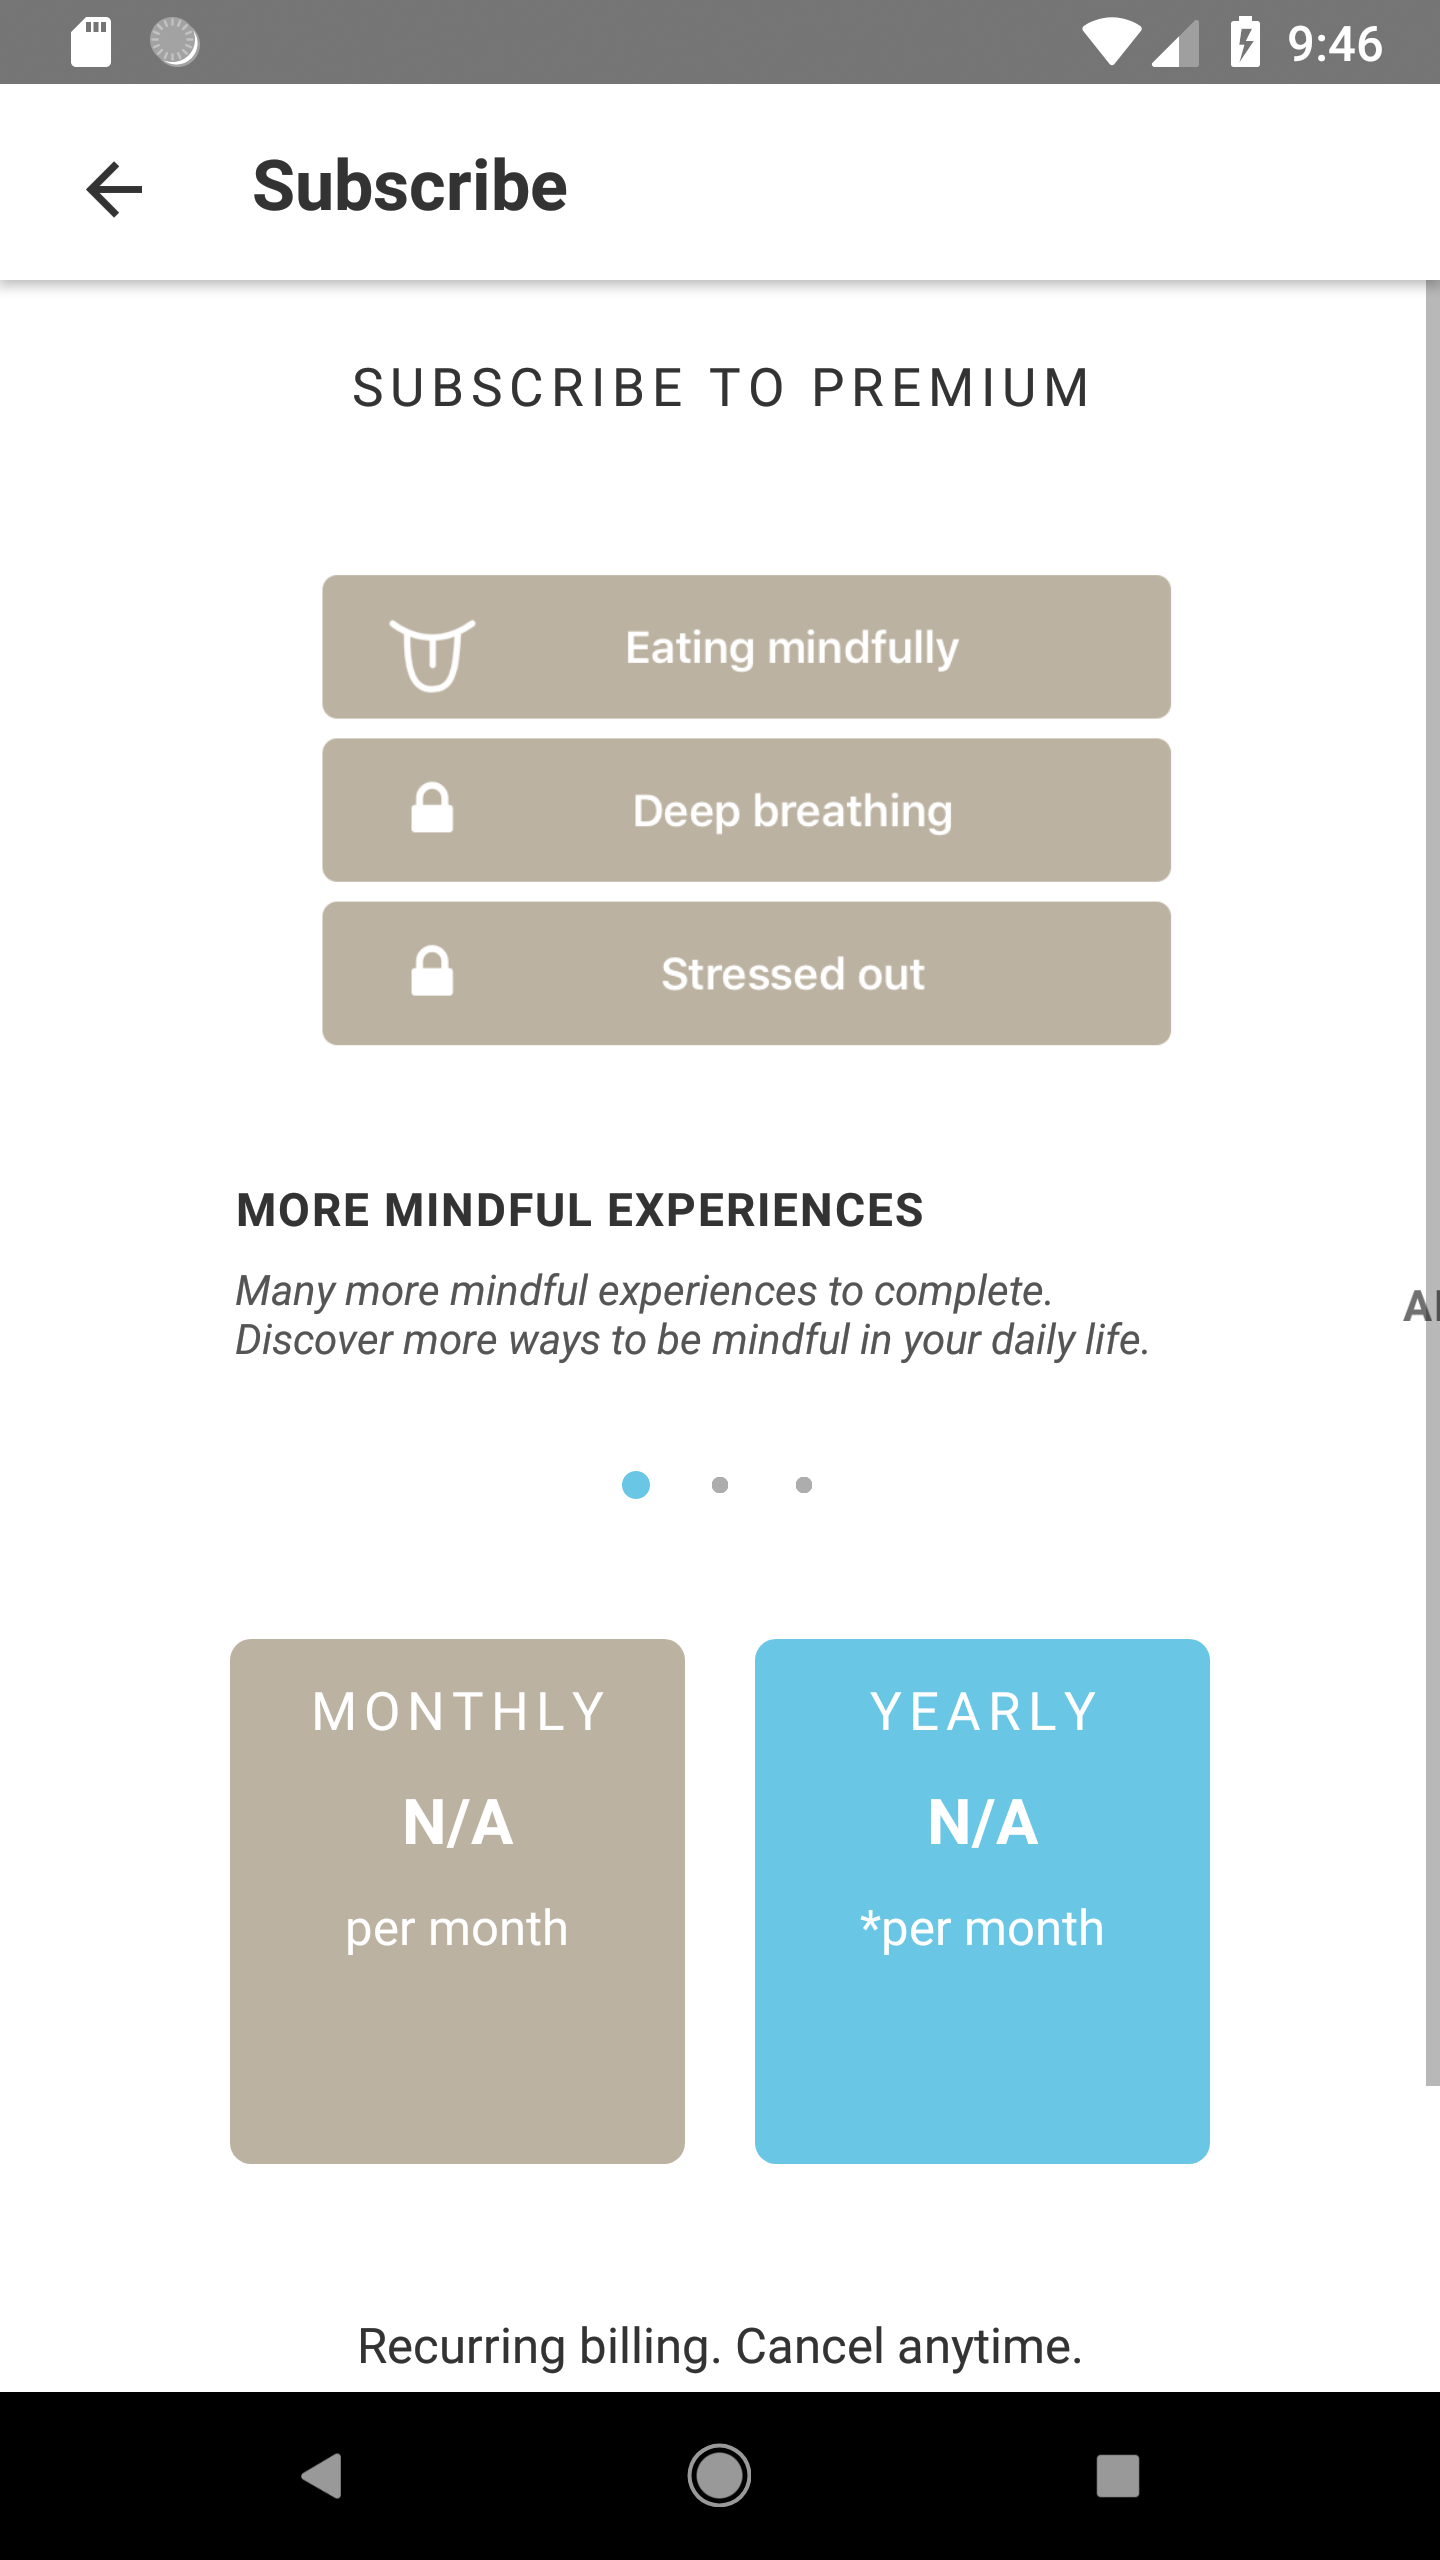 9:46
Subscribe
SUBSCRIBE TO PREMIUM
Eating mindfully
Deep breathing
Stressed out
MORE MINDFUL EXPERIENCES
Many more mindful experiences to complete.
Discover more ways to be mindful in your daily life.
MONTHLY
N/A
per month
YEARLY
N/A
*per month
Recurring billing. Cancel anytime.